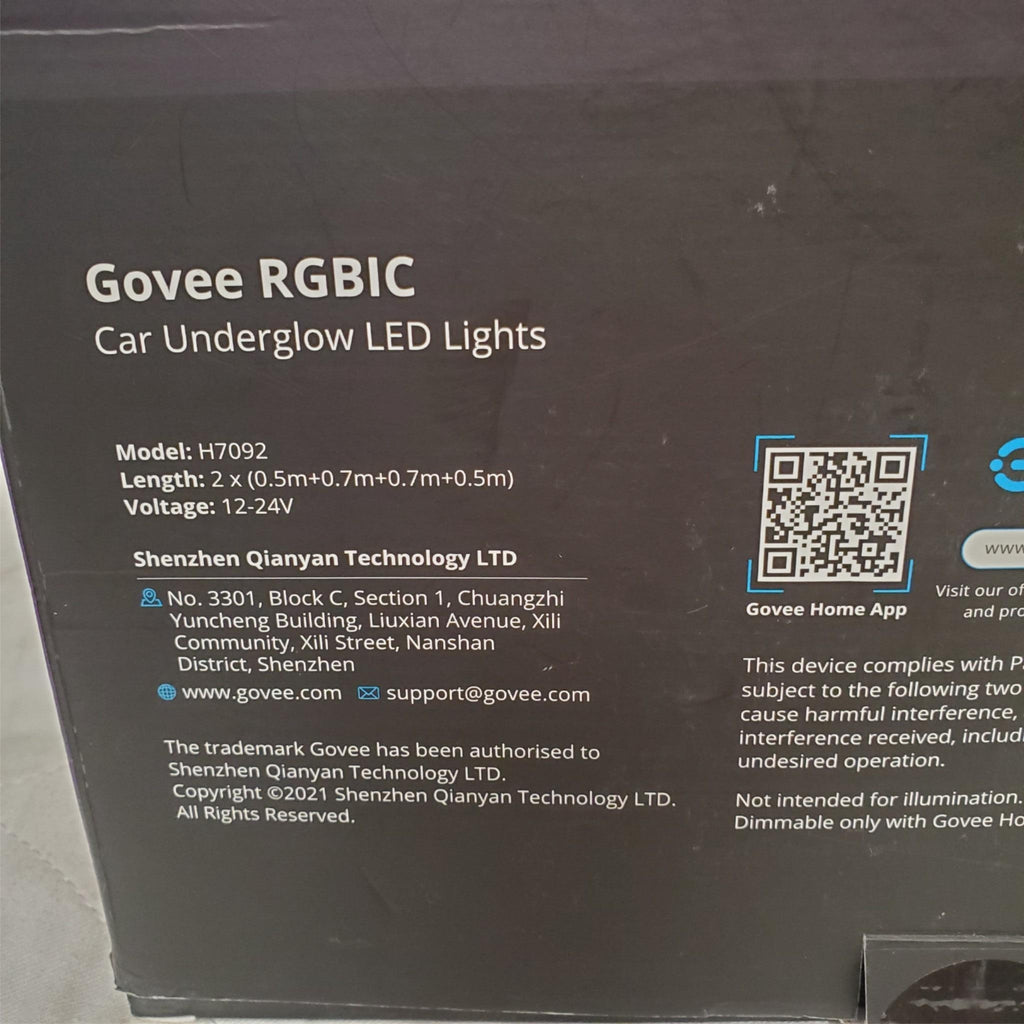 Govee RGBIC
Car Underglow LED Lights
Model: H7092
Length: 2 x (0.5m+0.7m+0.7m+0.5m)
Voltage: 12-24V
Shenzhen Qianyan Technology LTD
No. 3301, Block C, Section 1, Chuangzhi
Yuncheng Building, Liuxian Avenue, Xili
Community, Xili Street, Nanshan
District, Shenzhen
www.govee.com support@govee.com
The trademark Govee has been authorised to
Shenzhen Qianyan Technology LTD.
Copyright ©2021 Shenzhen Qianyan Technology LTD.
All Rights Reserved.
Govee Home App
www
Visit our
and
This device complies with
subject to the following two
cause harmful interference,
interference received,
undesired operation.
Not intended for illumination.
Dimmable only with Govee